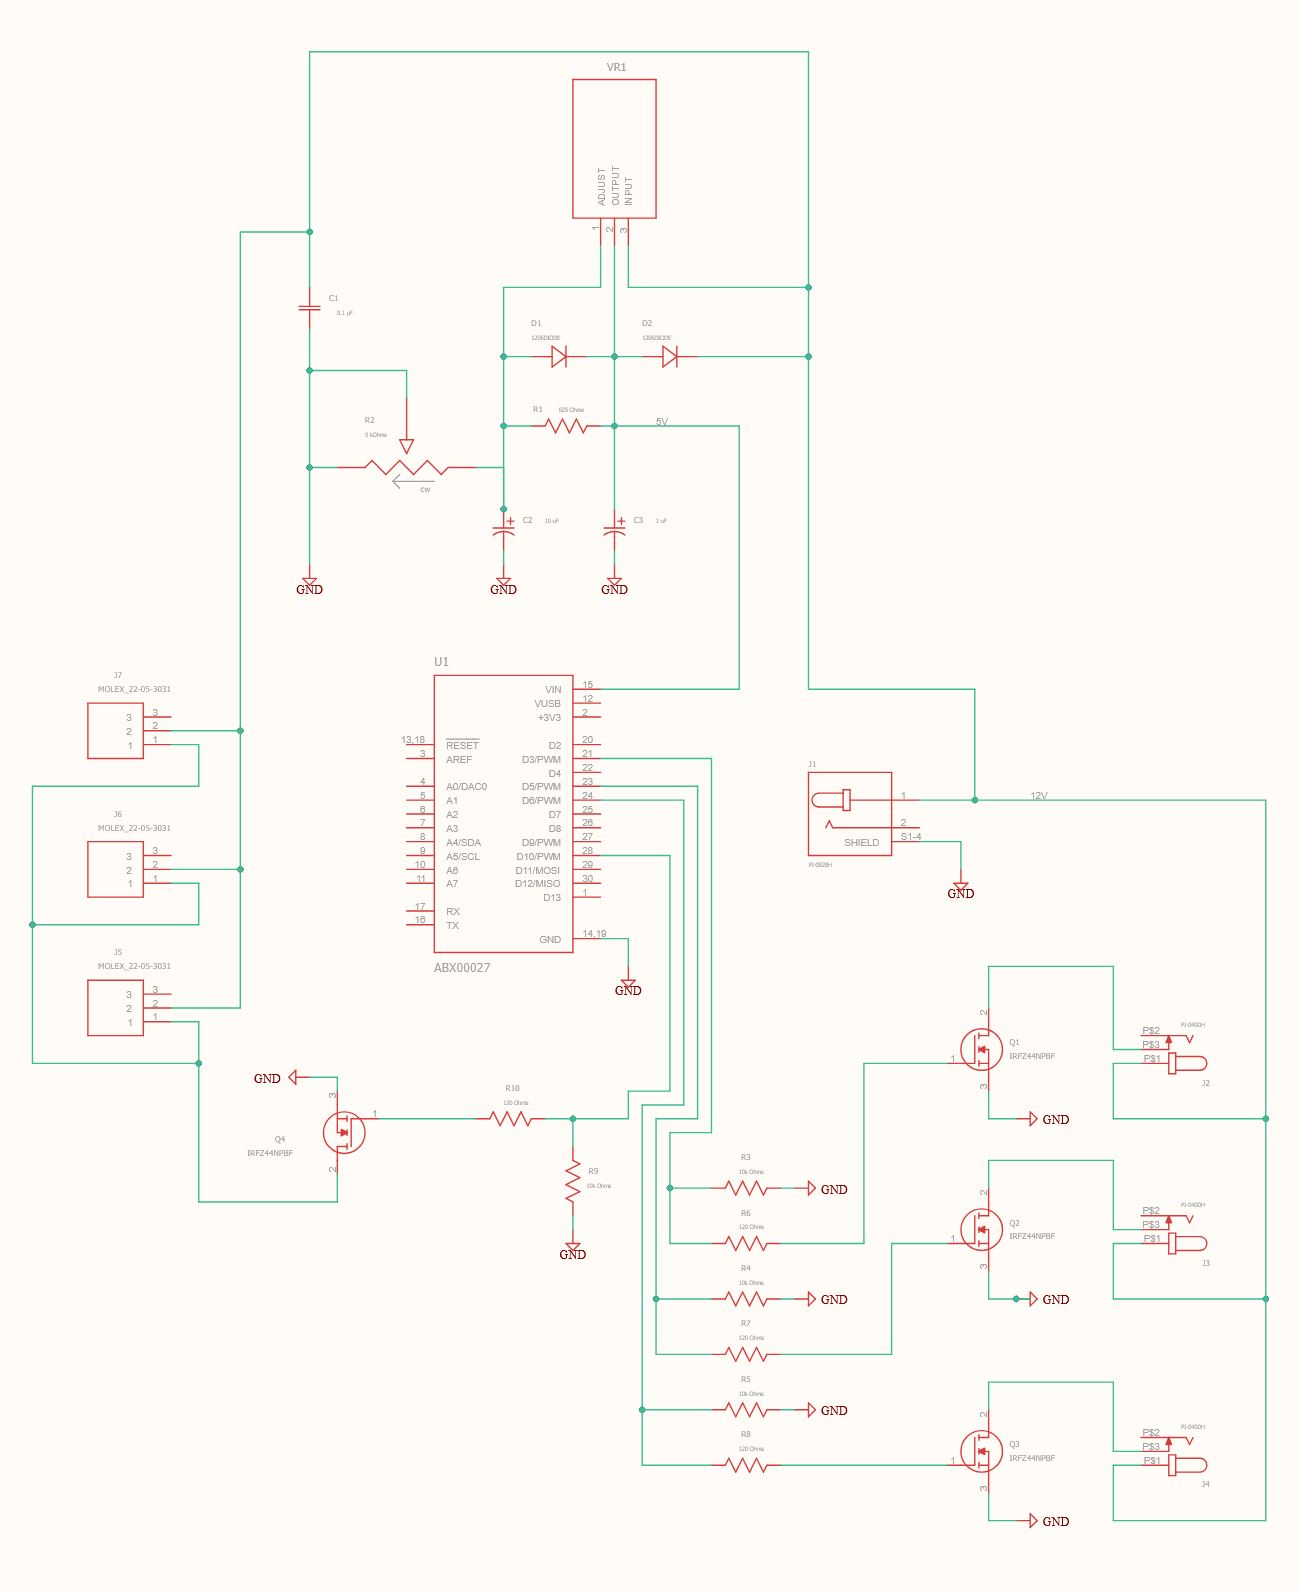 VR1
ADJUST
OUTPUT
INPUT
1
2
3
C1
0.1 µF
D1
1206DIODE
D2
1206DIODE
R1
825 Ohms
5V
R2
5 kOhms
CW
C2
10 uF
C3
1 uF
GND
GND
GND
U1
VIN 15
VUSB 12
+3V3 2
13,18 RESET
D2 20
3 AREF
D3/PWM 21
D4 22
4 A0/DAC0
D5/PWM 23
5 A1
D6/PWM 24
6 A2
D7 25
7 A3
D8 26
8 A4/SDA
D9/PWM 27
9 A5/SCL
D10/PWM 28
10 A6
D11/MOSI 29
11 A7
D12/MISO 30
D13 1
17 RX
16 TX
GND 14,19
ABX00027
GND
J7
MOLEX_22-05-3031
3 3
2 2
1 1
J6
MOLEX_22-05-3031
3 3
2 2
1 1
J5
MOLEX_22-05-3031
3 3
2 2
1 1
J1
1
2
SHIELD S1-4
PJ-082BH
12V
GND
GND
3
1
2
Q4
IRFZ44NPBF
R10
120 Ohms
R9
10k Ohms
GND
R3
10k Ohms
GND
R6
120 Ohms
R4
10k Ohms
GND
R7
120 Ohms
R5
10k Ohms
GND
R8
120 Ohms
2
1
3
Q1
IRFZ44NPBF
GND
PJ-040DH
P$2
P$3
P$1
J2
2
1
3
Q2
IRFZ44NPBF
GND
PJ-040DH
P$2
P$3
P$1
J3
2
1
3
Q3
IRFZ44NPBF
GND
PJ-040DH
P$2
P$3
P$1
J4